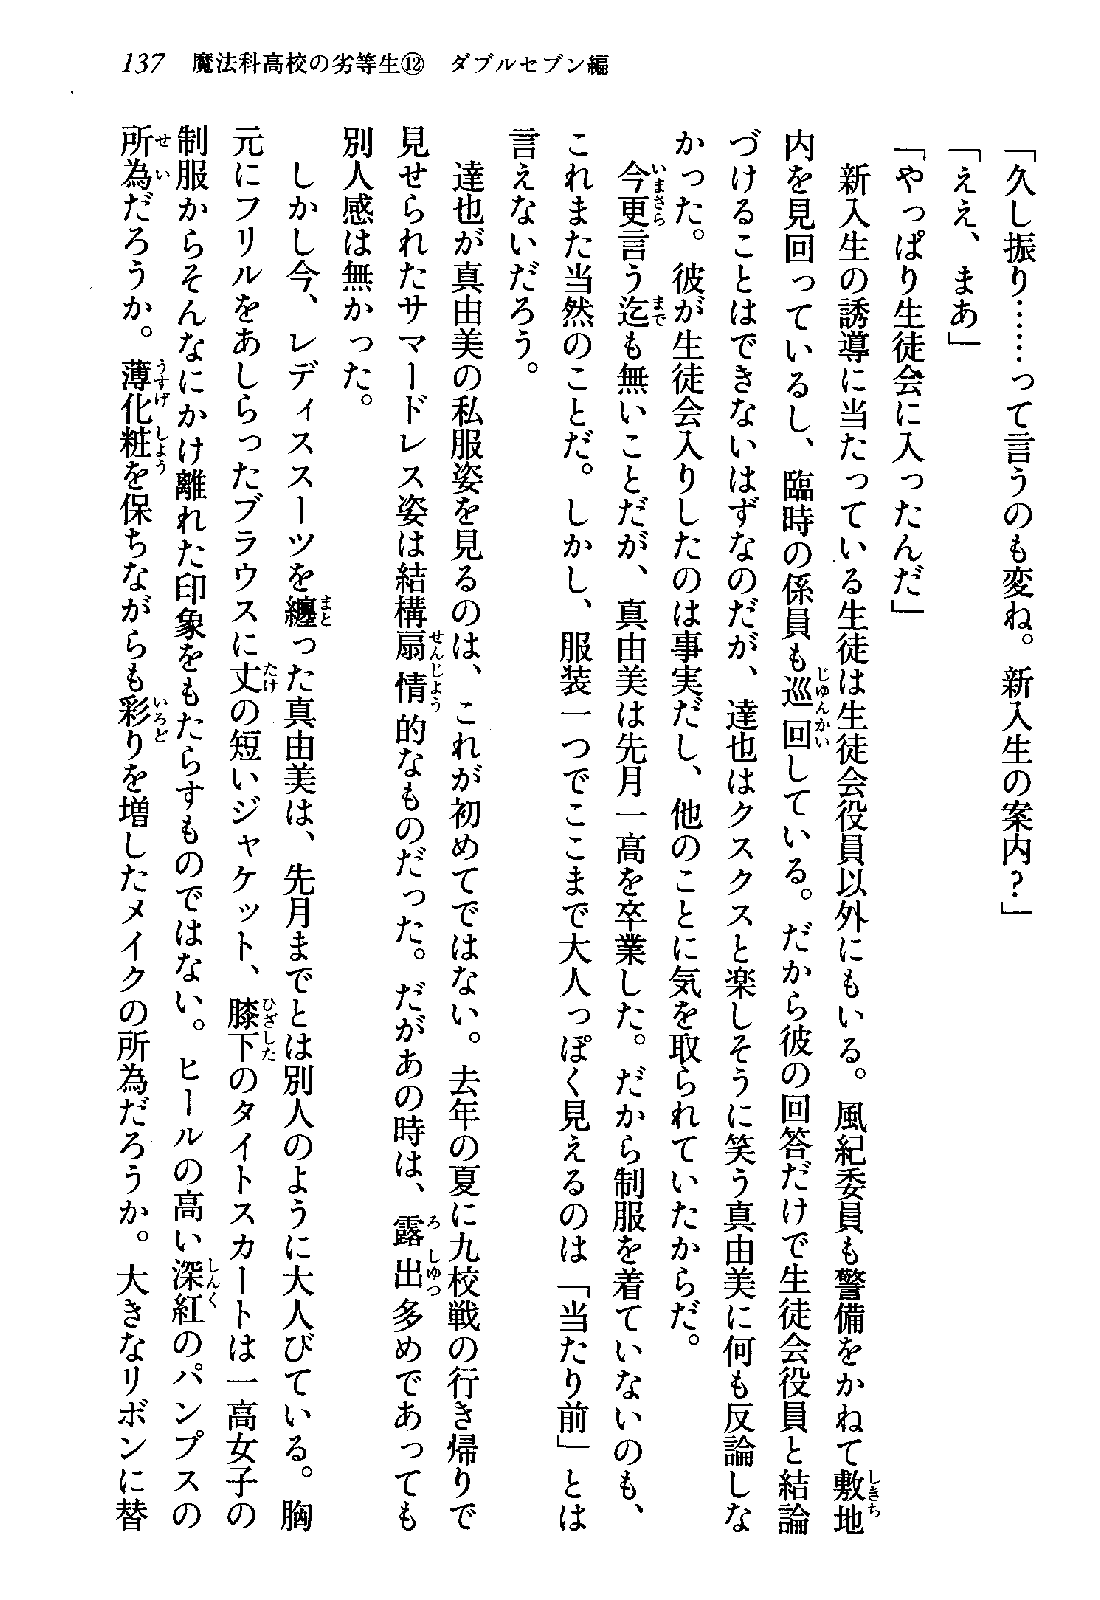 137 魔法科高校の劣等生⑫ ダブルセブン編
「久し振り……って言うのも変ね。新入生の案内？」
「ええ、まあ」
「やっぱり生徒会に入ったんだ」
新入生の誘導に当たっている生徒は生徒会役員以外にもいる。風紀委員も警備をかねて敷地
内を見回っているし、臨時の係員も巡回している。だから彼の回答だけで生徒会役員と結論
づけることはできないはずなのだが、達也はクスクスと楽しそうに笑う真由美に何も反論しな
かった。彼が生徒会入りしたのは事実だし、他のことに気を取られていたからだ。
今更言う迄も無いことだが、真由美は先月一高を卒業した。だから制服を着ていないのも、
これまた当然のことだ。しかし、服装一つでここまで大人っぽく見えるのは「当たり前」とは
言えないだろう。
達也が真由美の私服姿を見るのは、これが初めてではない。去年の夏に九校戦の行き帰りで
見せられたサマードレス姿は結構扇情的なものだった。だがあの時は、露出多めであっても
別人感は無かった。
しかし今、レディススーツを纏った真由美は、先月までとは別人のように大人びている。胸
元にフリルをあしらったブラウスに丈の短いジャケット、膝下のタイトスカートは一高女子の
制服からそんなにかけ離れた印象をもたらすものではない。ヒールの高い深紅のパンプスの
所為だろうか。薄化粧を保ちながらも彩りを増したメイクの所為だろうか。大きなリボンに替